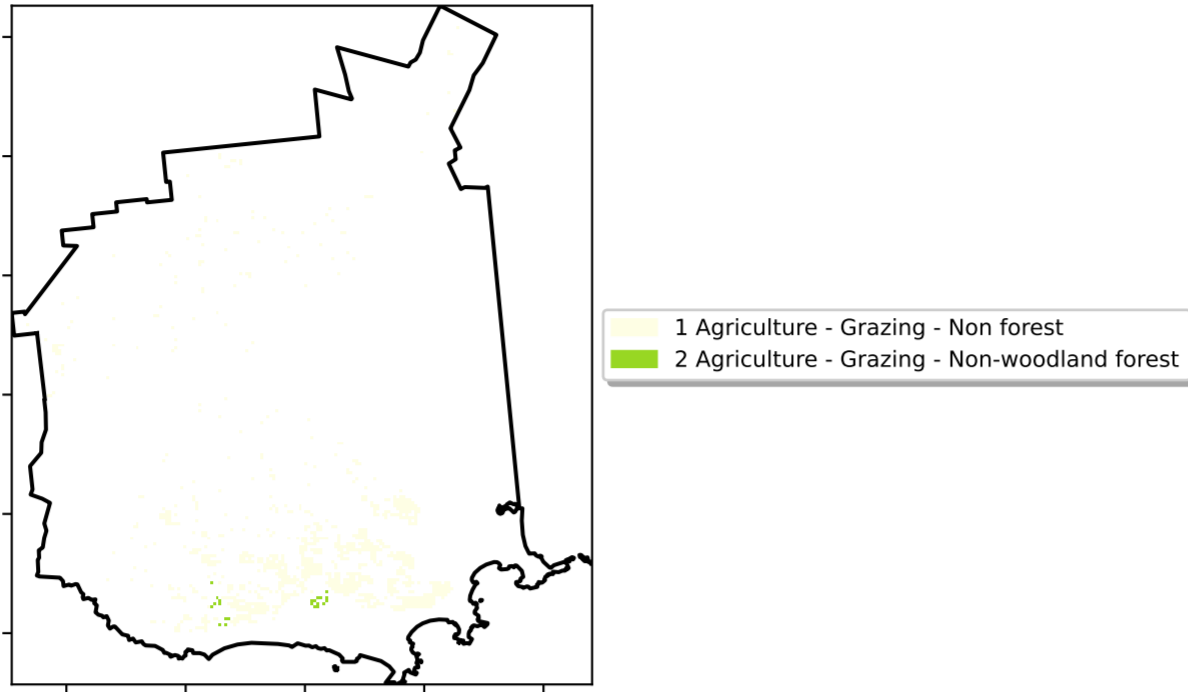 1 Agriculture - Grazing - Non forest
2 Agriculture - Grazing - Non-woodland forest